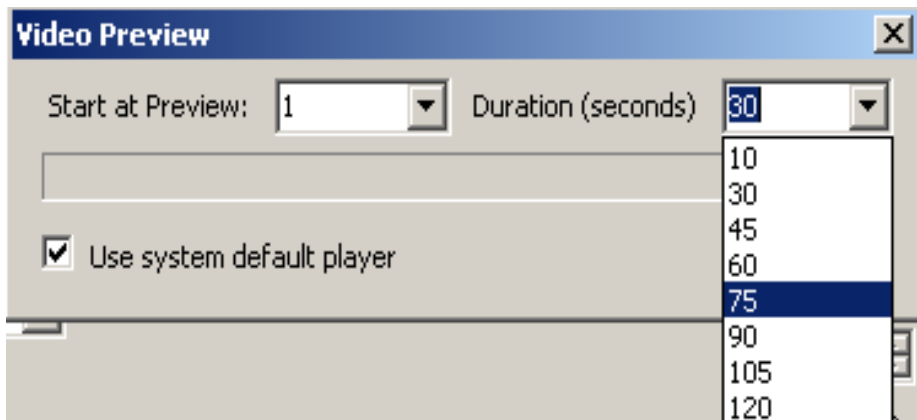 Video Preview
Start at Preview: 1 Duration (seconds) 30
10
30
45
Use system default player
60
75
90
105
120